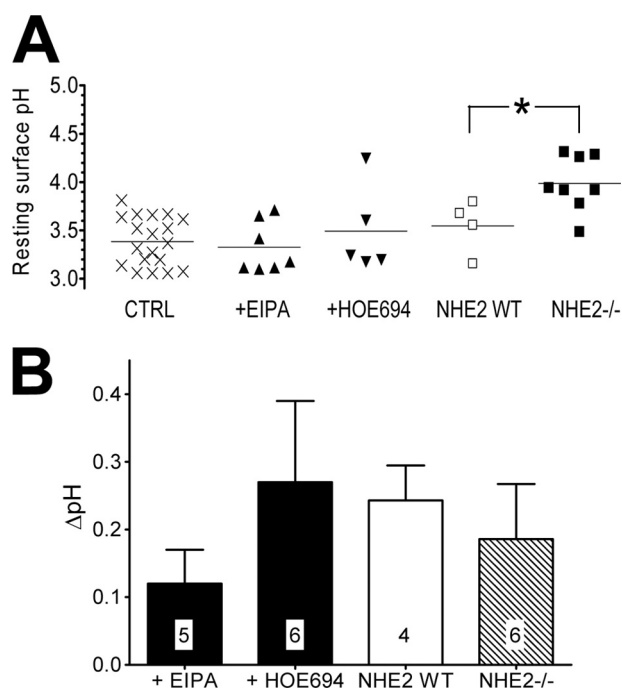 A
Resting surface pH
5.0
4.5
4.0
3.5
3.0
*
CTRL +EIPA +HOE694 NHE2 WT NHE2-/-
B
ΔpH
0.4
0.3
0.2
0.1
0.0
5 6 4 6
+ EIPA + HOE694 NHE2 WT NHE2-/-